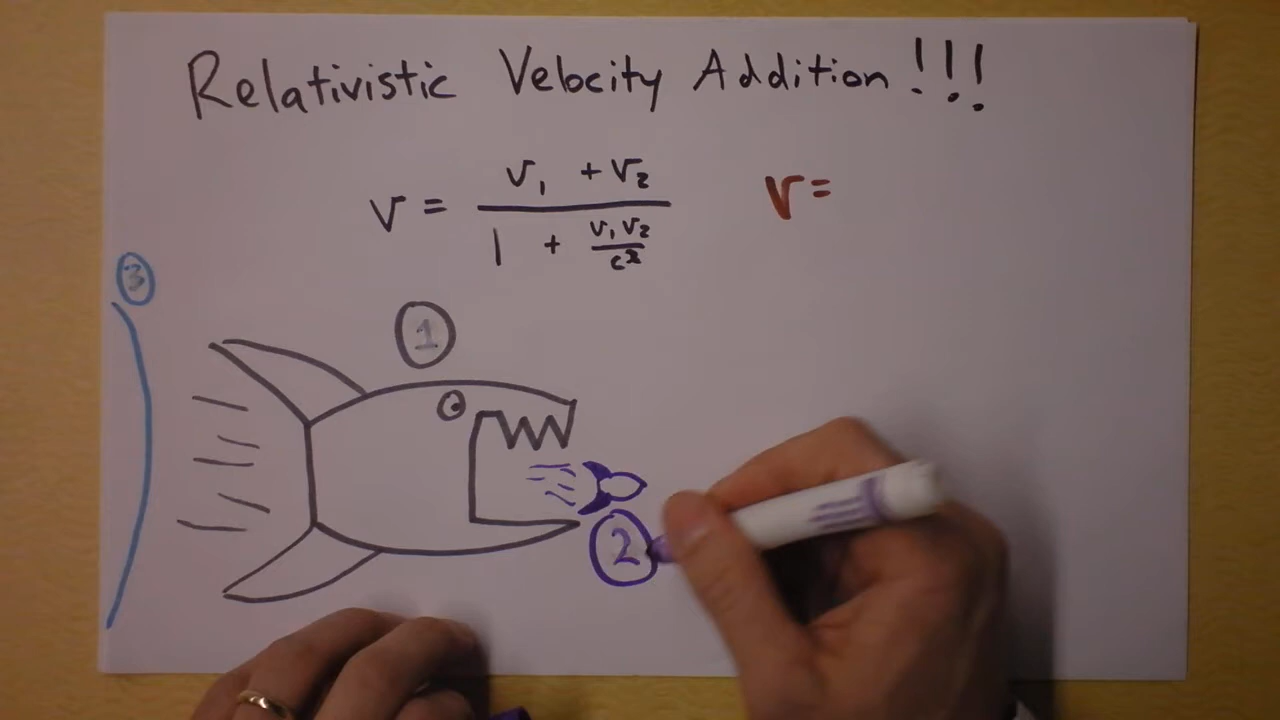 Relativistic Velocity Addition!!!
v = (v₁ + v₂) / (1 + v₁v₂/c²)
v=
3
1
2